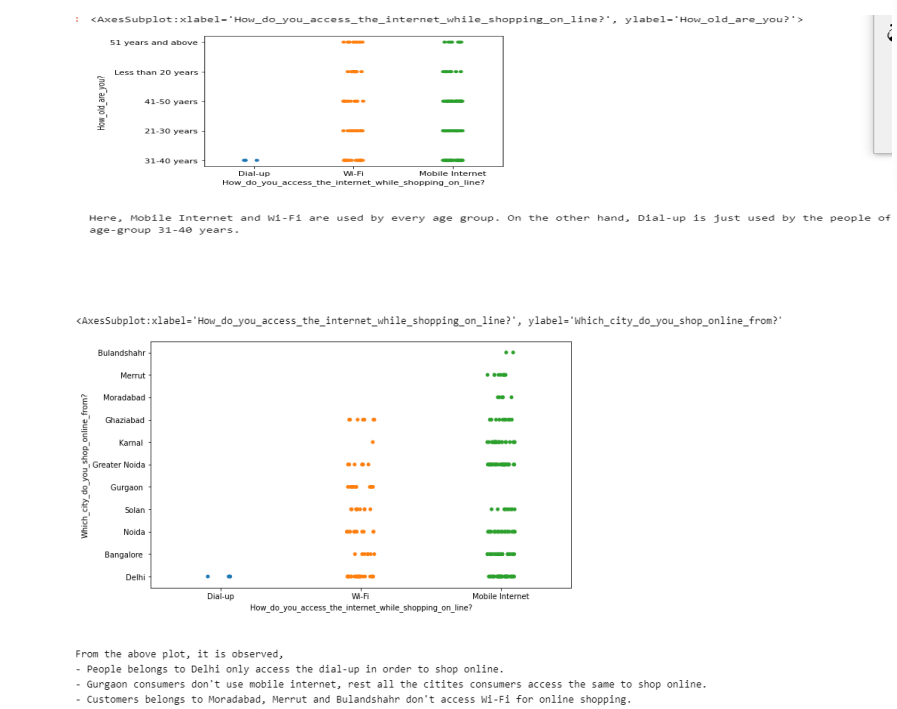 : <AxesSubplot:xlabel='How_do_you_access_the_internet_while_shopping_on_line?', ylabel='How_old_are_you?'>
51 years and above
Less than 20 years
41-50 yaers
21-30 years
31-40 years
How_old_are_you?
Dial-up Wi-Fi Mobile Internet
How_do_you_access_the_internet_while_shopping_on_line?
Here, Mobile Internet and Wi-Fi are used by every age group. On the other hand, Dial-up is just used by the people of
age-group 31-40 years.
<AxesSubplot:xlabel='How_do_you_access_the_internet_while_shopping_on_line?', ylabel='Which_city_do_you_shop_online_from?'
Bulandshahr
Merrut
Moradabad
Ghaziabad
Karnal
Greater Noida
Gurgaon
Solan
Noida
Bangalore
Delhi
Which_city_do_you_shop_online_from?
Dial-up Wi-Fi Mobile Internet
How_do_you_access_the_internet_while_shopping_on_line?
From the above plot, it is observed,
- People belongs to Delhi only access the dial-up in order to shop online.
- Gurgaon consumers don't use mobile internet, rest all the citites consumers access the same to shop online.
- Customers belongs to Moradabad, Merrut and Bulandshahr don't access Wi-Fi for online shopping.